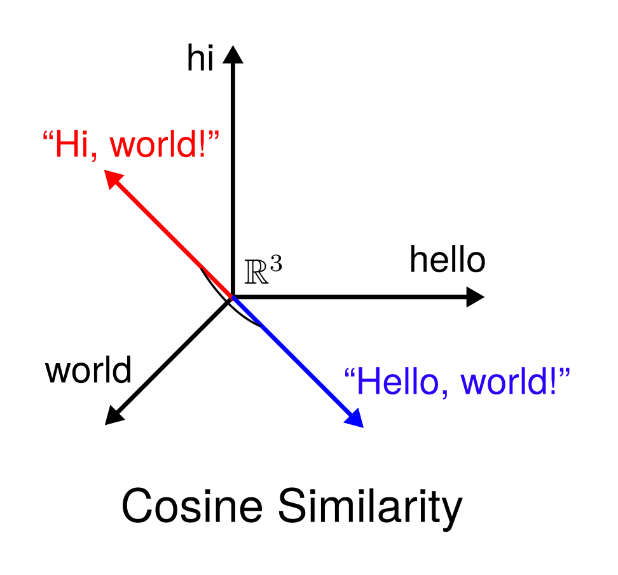 hi
“Hi, world!”
ℝ³
hello
world
“Hello, world!”
Cosine Similarity